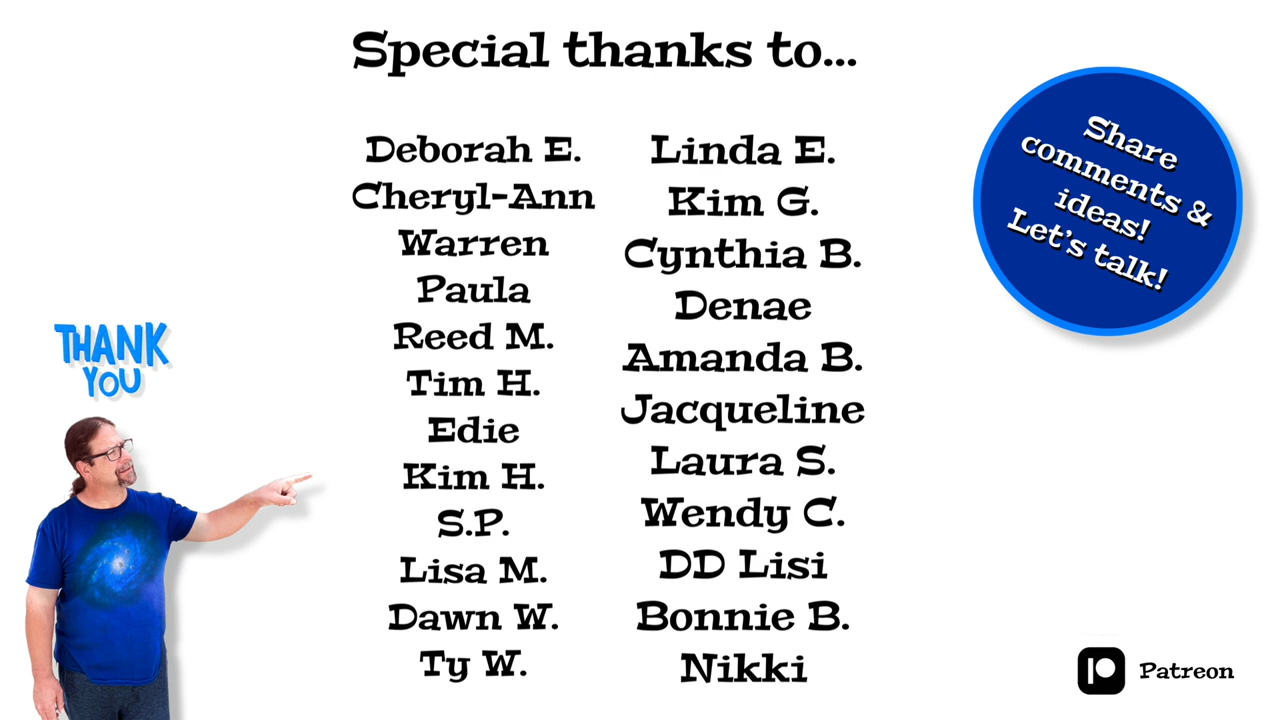 Special thanks to...
Deborah E.
Cheryl-Ann
Warren
Paula
Reed M.
Tim H.
Edie
Kim H.
S.P.
Lisa M.
Dawn W.
Ty W.
Linda E.
Kim G.
Cynthia B.
Denae
Amanda B.
Jacqueline
Laura S.
Wendy C.
DD Lisi
Bonnie B.
Nikki
Share
comments &
ideas!
Let's talk!
THANK
YOU
Patreon